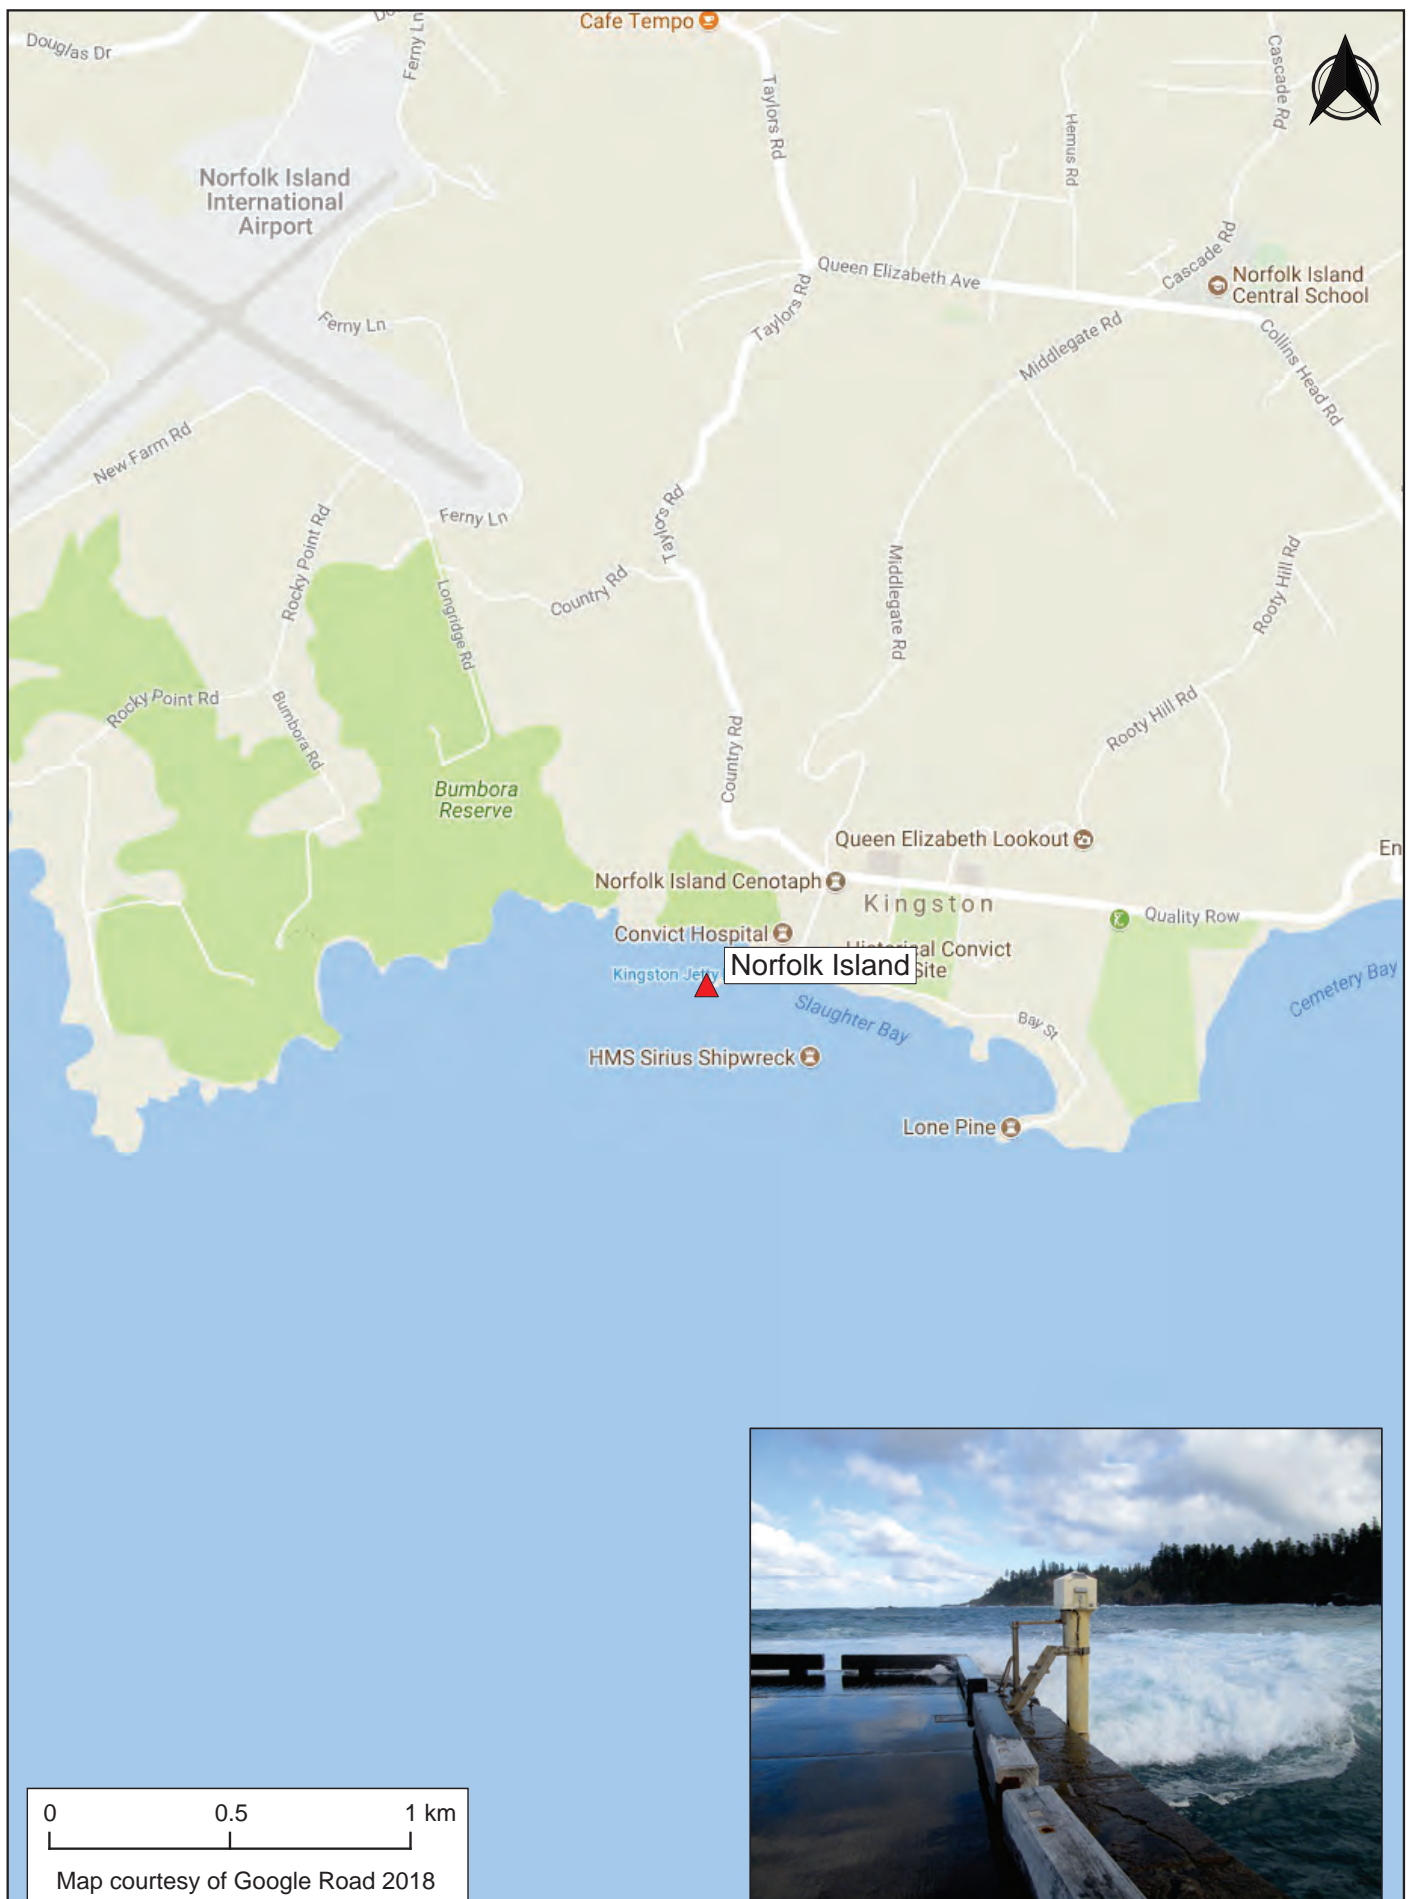 Cafe Tempo
Do
Douglas Dr
Ferny Ln
Taylors Rd
Cascade Rd
Hemus Rd
Norfolk Island
International
Airport
Queen Elizabeth Ave
Cascade Rd
Norfolk Island
Central School
Taylors Rd
Ferny Ln
Middlegate Rd
Collins Head Rd
New Farm Rd
Taylors Rd
Ferny Ln
Rocky Point Rd
Country Rd
Longridge Rd
Middlegate Rd
Rooty Hill Rd
Rocky Point Rd
Bumbora Rd
Rooty Hill Rd
Country Rd
Bumbora
Reserve
Queen Elizabeth Lookout
En
Norfolk Island Cenotaph
Kingston
Quality Row
Convict Hospital
Convict
Site
Norfolk Island
Kingston
Cemetery Bay
Slaughter Bay
Bay St
HMS Sirius Shipwreck
Lone Pine
0 0.5 1 km
Map courtesy of Google Road 2018